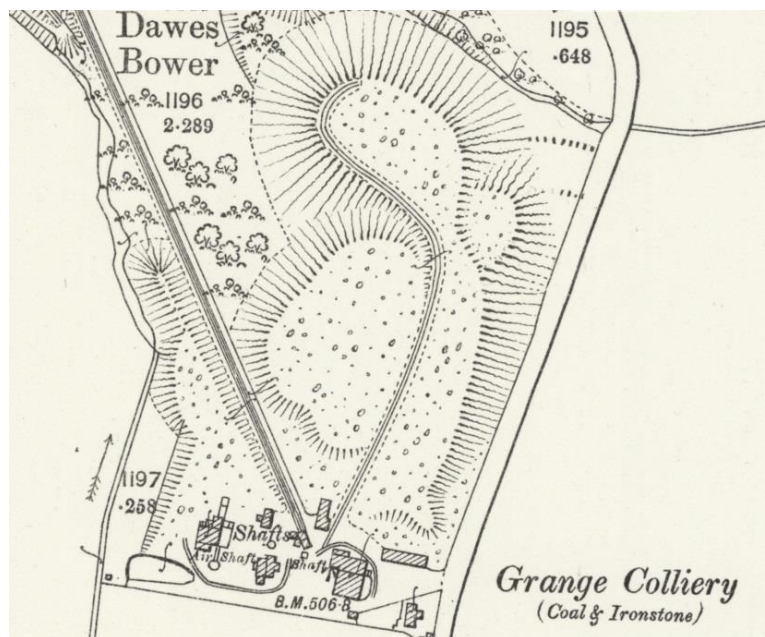 Dawes
Bower
1196
2·289
1195
·648
1197
·258
Shafts
Air Shaft
Shaft
B.M. 506·8
Grange Colliery
(Coal & Ironstone)